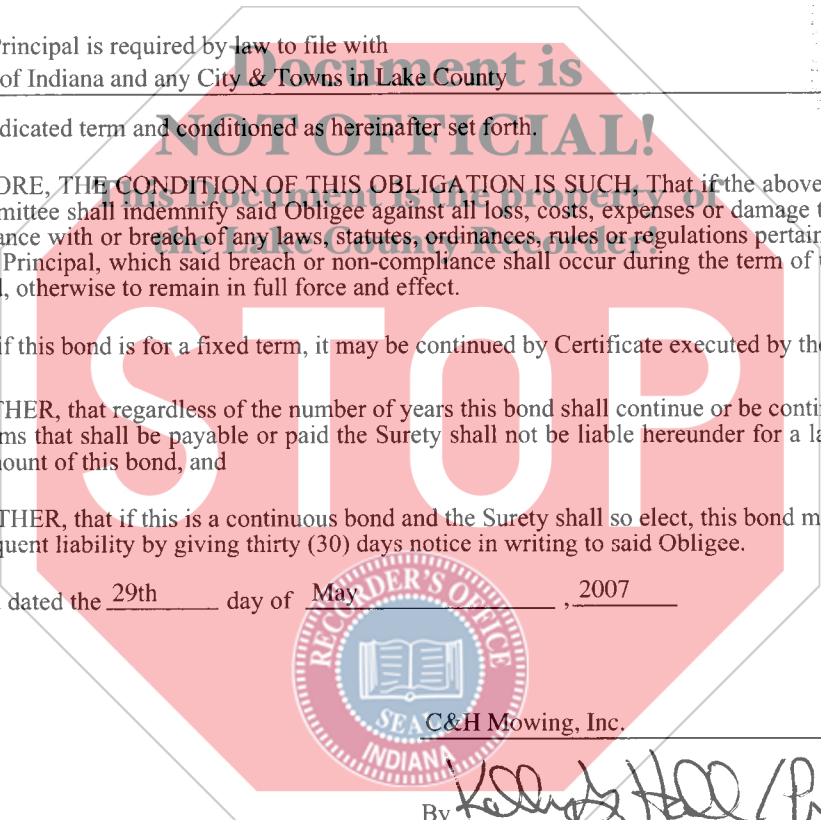 Principal is required by law to file with
Document is
of Indiana and any City & Towns in Lake County
NOT OFFICIAL!
dicated term and conditioned as hereinafter set forth.
This Document is the property of
ORE, THE CONDITION OF THIS OBLIGATION IS SUCH, That if the above
mittee shall indemnify said Obligee against all loss, costs, expenses or damage t
the Lake County Recorder!
ance with or breach of any laws, statutes, ordinances, rules or regulations pertain
Principal, which said breach or non-compliance shall occur during the term of
, otherwise to remain in full force and effect.
STOP
if this bond is for a fixed term, it may be continued by Certificate executed by the
THER, that regardless of the number of years this bond shall continue or be conti
ms that shall be payable or paid the Surety shall not be liable hereunder for a la
ount of this bond, and
THER, that if this is a continuous bond and the Surety shall so elect, this bond m
quent liability by giving thirty (30) days notice in writing to said Obligee.
dated the 29th day of May , 2007
RECORDER'S OFFICE
SEAL
INDIANA
C&H Mowing, Inc.
By Kelly Hall / Pr